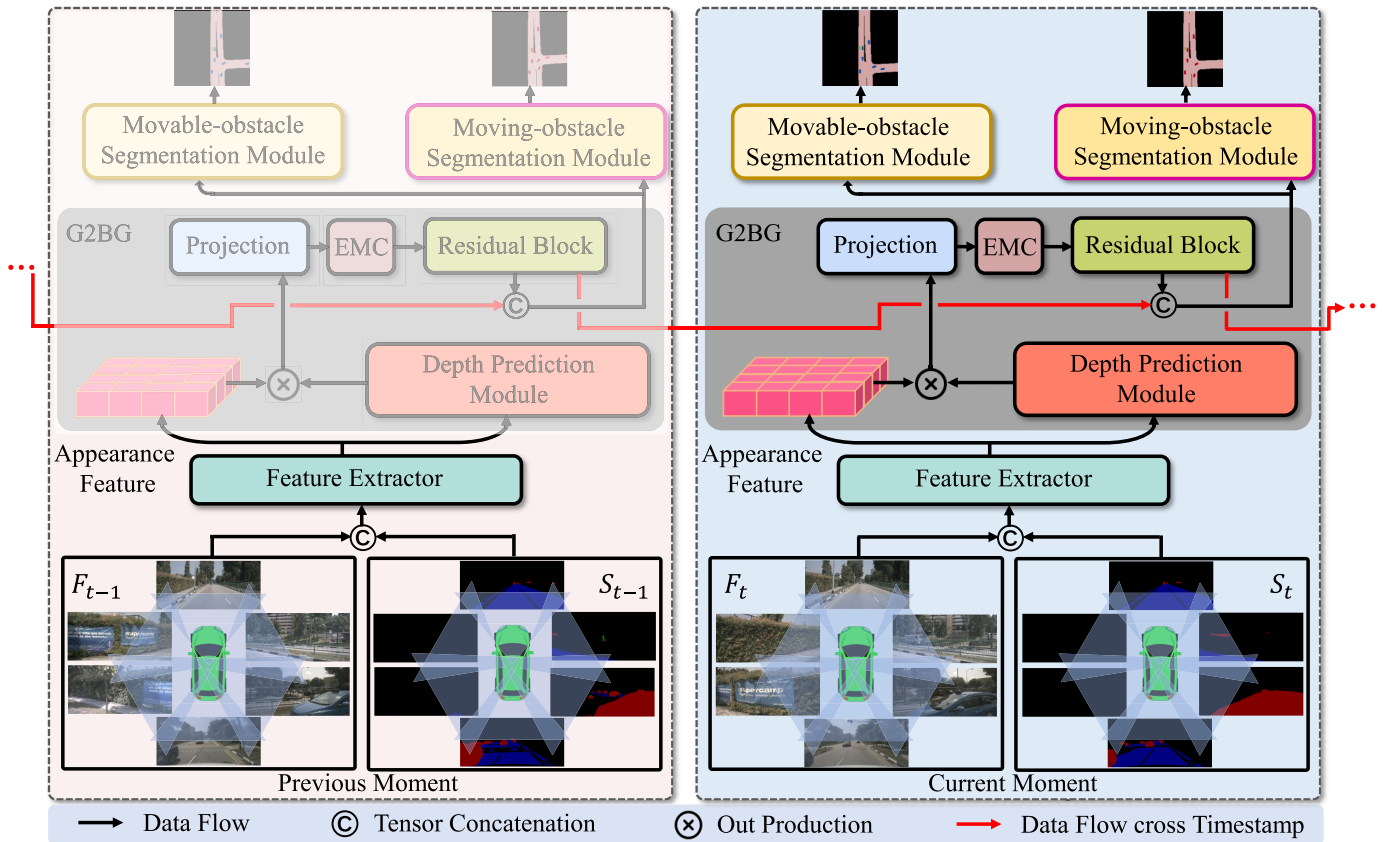 Movable-obstacle
Segmentation Module
Moving-obstacle
Segmentation Module
G2BG
Projection
EMC
Residual Block
C
Depth Prediction
Module
Appearance
Feature
Feature Extractor
C
F_{t-1}
S_{t-1}
Previous Moment
Movable-obstacle
Segmentation Module
Moving-obstacle
Segmentation Module
G2BG
Projection
EMC
Residual Block
C
Depth Prediction
Module
Appearance
Feature
Feature Extractor
C
F_t
S_t
Current Moment
Data Flow
C Tensor Concatenation
Out Production
Data Flow cross Timestamp